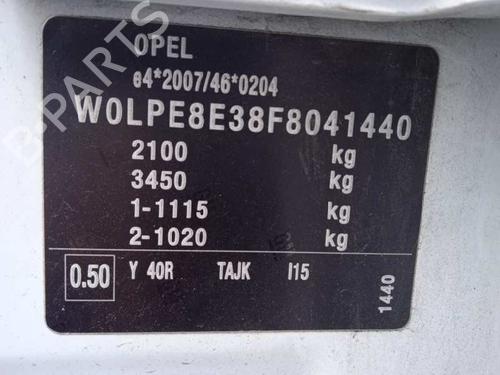 B-PARTS
OPEL
e4*2007/46*0204
W0LPE8E38F8041440
2100 kg
3450 kg
1-1115 kg
2-1020 kg
0.50 Y 40R TAJK I15
1440